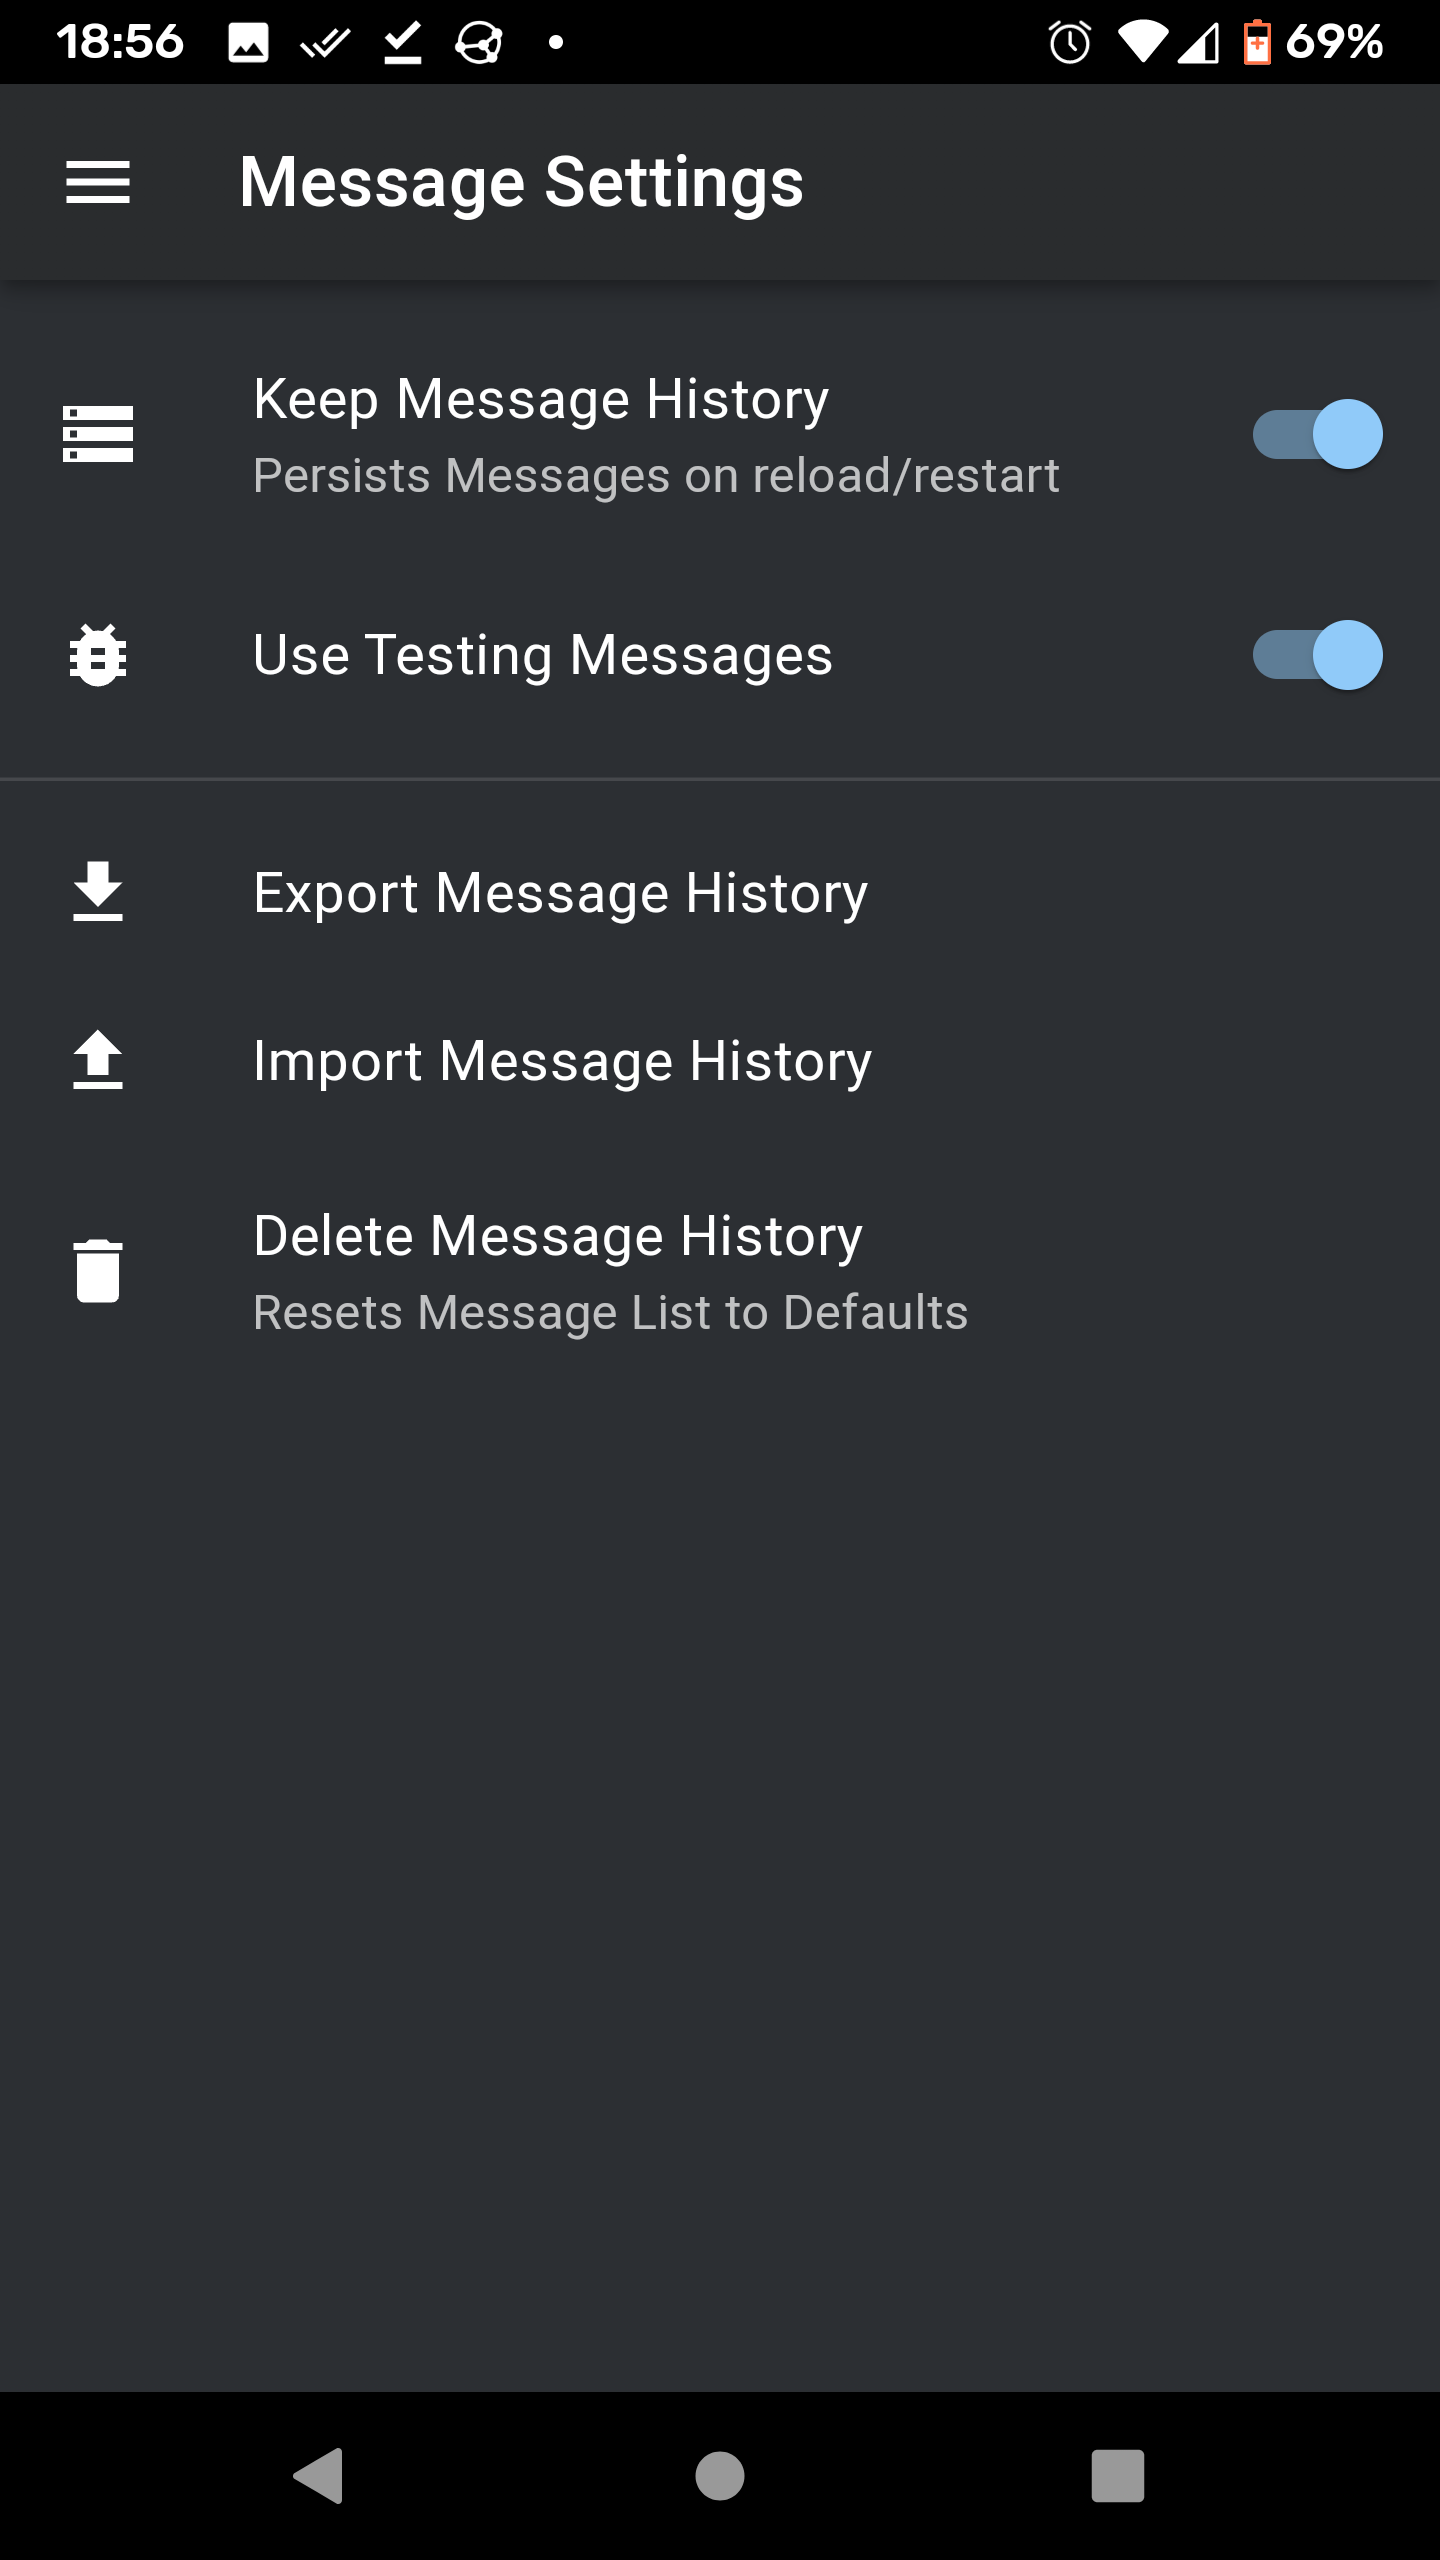 18:56 69%
Message Settings
Keep Message History
Persists Messages on reload/restart
Use Testing Messages
Export Message History
Import Message History
Delete Message History
Resets Message List to Defaults